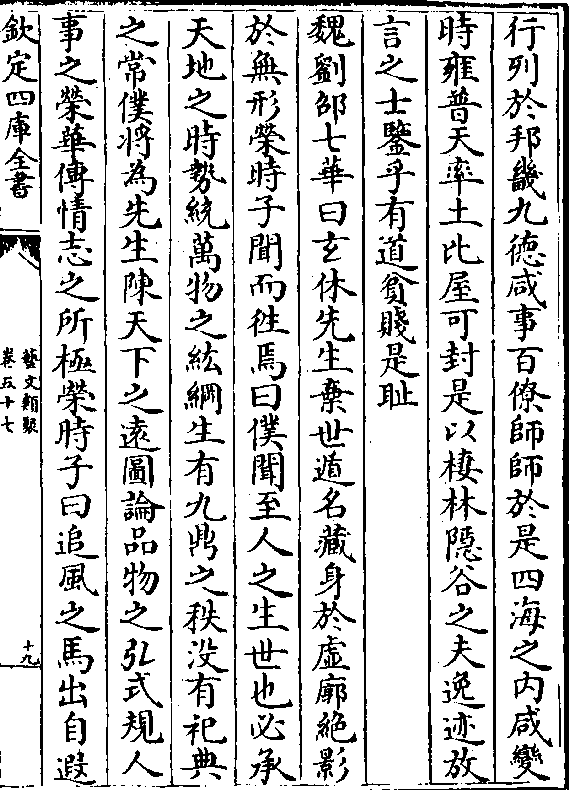 行列於邦畿九德咸事百僚師師於是四海之内咸變
時雍普天率土比屋可封是以棲林隱谷之夫逸迹放
言之士鑒乎有道貧賤是耻
魏劉邵七華曰玄休先生棄世遁名藏身於虛廓絶影
於無形榮時子聞而往焉曰僕聞至人之生世也必承
天地之時勢統萬物之紘綱生有九鼎之秩没有祀典
之常僕將為先生陳天下之遠圖論品物之弘式規人
事之榮華傳情志之所極榮時子曰追風之馬出自遐
欽定四庫全書
藝文類聚
卷五十七
十九